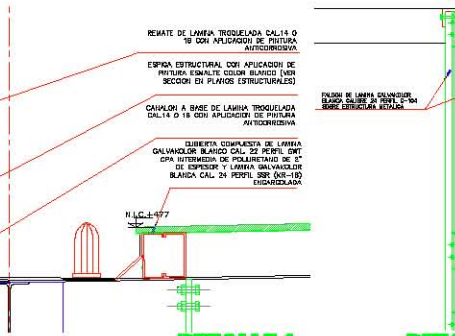 REMATE DE LAMINA TROQUELADA CAL.14 O
18 CON APLICACION DE PINTURA
ANTICORROSIVA
ESPIGA ESTRUCTURAL CON APLICACION DE
PINTURA ESMALTE COLOR BLANCO (VER
SECCION EN PLANOS ESTRUCTURALES)
CANALON A BASE DE LAMINA TROQUELADA
CAL.14 O 18 CON APLICACION DE PINTURA
ANTICORROSIVA
CUBIERTA COMPUESTA DE LAMINA
GALVAKOLOR BLANCO CAL. 22 PERFIL GWT
CPA INTERMEDIA DE POLIURETANO DE 2"
DE ESPESOR Y LAMINA GALVAKOLOR
BLANCA CAL. 24 PERFIL SSR (KR-18)
ENGARGOLADA
FALDON DE LAMINA GALVAKOLOR
BLANCA CALIBRE 24 PERFIL C-104
SOBRE ESTRUCTURA METALICA
N.L.C.+477